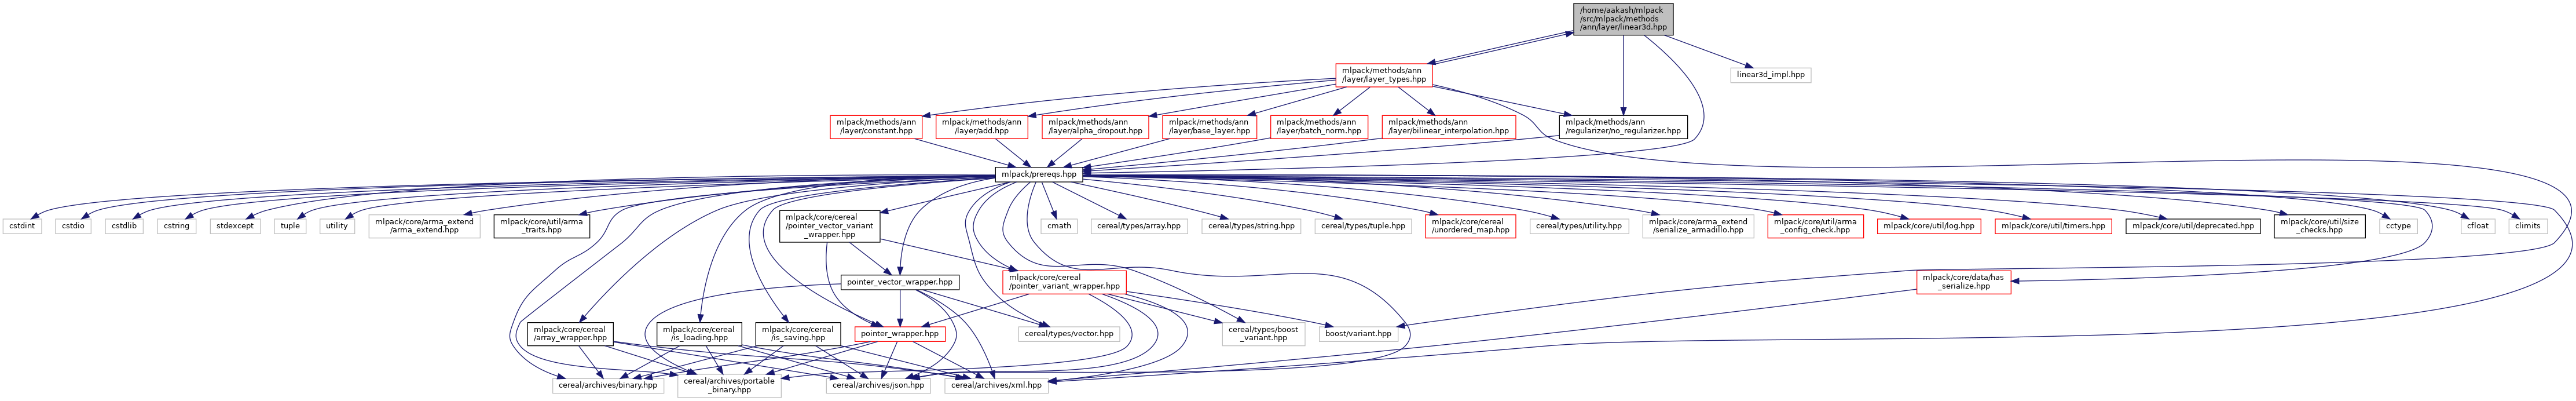 /home/aakash/mlpack
/src/mlpack/methods
/ann/layer/linear3d.hpp
mlpack/methods/ann
/layer/layer_types.hpp
linear3d_impl.hpp
mlpack/methods/ann
/layer/constant.hpp
mlpack/methods/ann
/layer/add.hpp
mlpack/methods/ann
/layer/alpha_dropout.hpp
mlpack/methods/ann
/layer/base_layer.hpp
mlpack/methods/ann
/layer/batch_norm.hpp
mlpack/methods/ann
/layer/bilinear_interpolation.hpp
mlpack/methods/ann
/regularizer/no_regularizer.hpp
mlpack/prereqs.hpp
cstdint
cstdio
cstdlib
cstring
stdexcept
tuple
utility
mlpack/core/arma_extend
/arma_extend.hpp
mlpack/core/util/arma
_traits.hpp
mlpack/core/cereal
/pointer_vector_variant
_wrapper.hpp
cmath
cereal/types/array.hpp
cereal/types/string.hpp
cereal/types/tuple.hpp
mlpack/core/cereal
/unordered_map.hpp
cereal/types/utility.hpp
mlpack/core/arma_extend
/serialize_armadillo.hpp
mlpack/core/util/arma
_config_check.hpp
mlpack/core/util/log.hpp
mlpack/core/util/timers.hpp
mlpack/core/util/deprecated.hpp
mlpack/core/util/size
_checks.hpp
cctype
cfloat
climits
pointer_vector_wrapper.hpp
mlpack/core/cereal
/pointer_variant_wrapper.hpp
mlpack/core/data/has
_serialize.hpp
mlpack/core/cereal
/array_wrapper.hpp
mlpack/core/cereal
/is_loading.hpp
mlpack/core/cereal
/is_saving.hpp
pointer_wrapper.hpp
cereal/types/vector.hpp
cereal/types/boost
_variant.hpp
boost/variant.hpp
cereal/archives/binary.hpp
cereal/archives/portable
_binary.hpp
cereal/archives/json.hpp
cereal/archives/xml.hpp